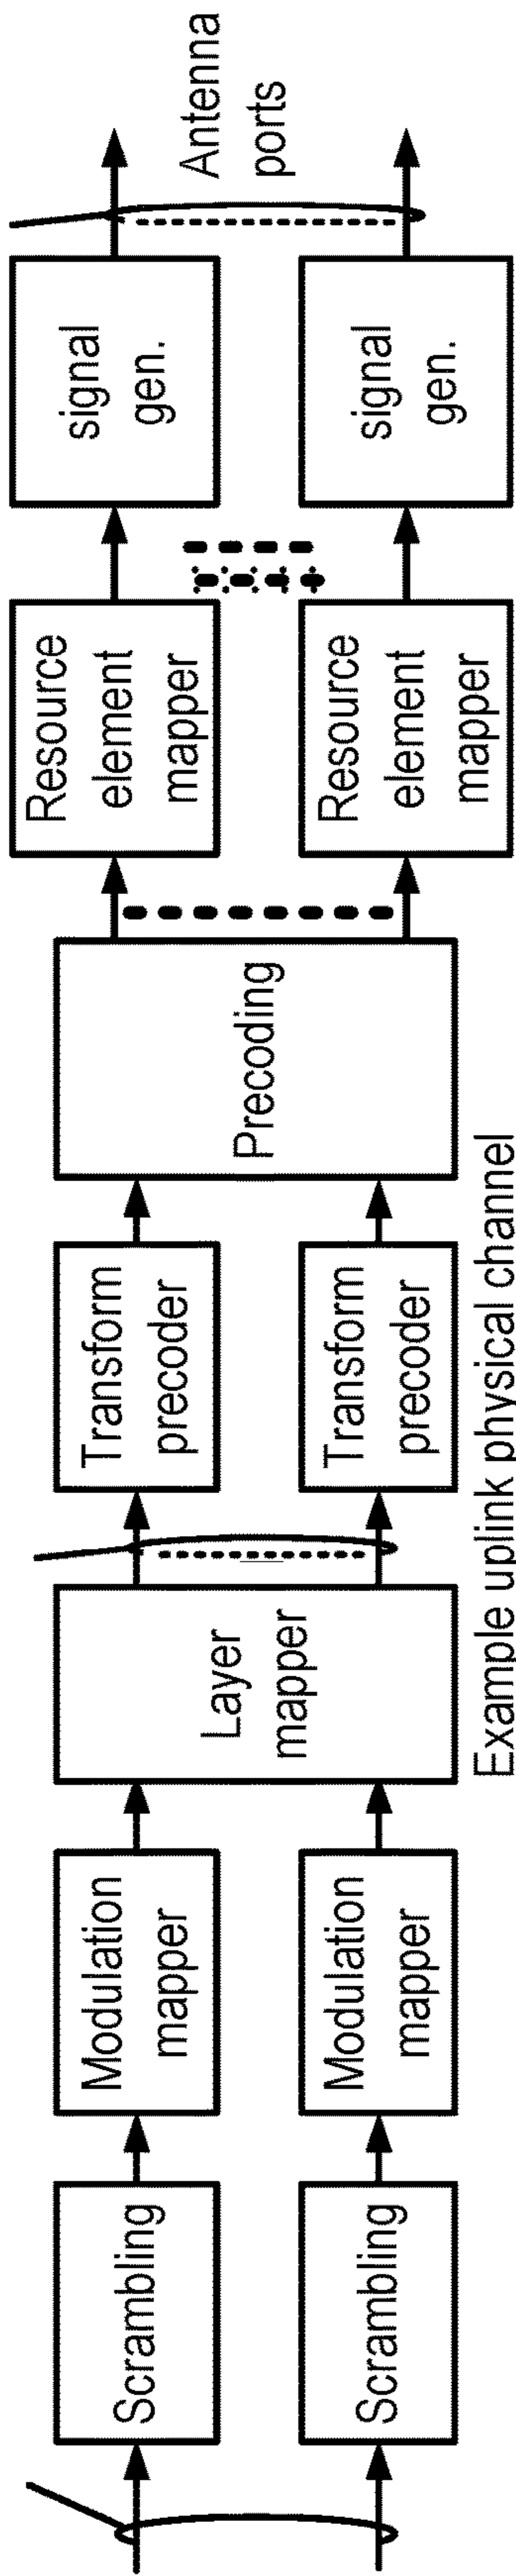 Scrambling
Scrambling
Modulation
mapper
Modulation
mapper
Layer
mapper
Transform
precoder
Transform
precoder
Precoding
Resource
element
mapper
Resource
element
mapper
signal
gen.
signal
gen.
Antenna
ports
Example uplink physical channel